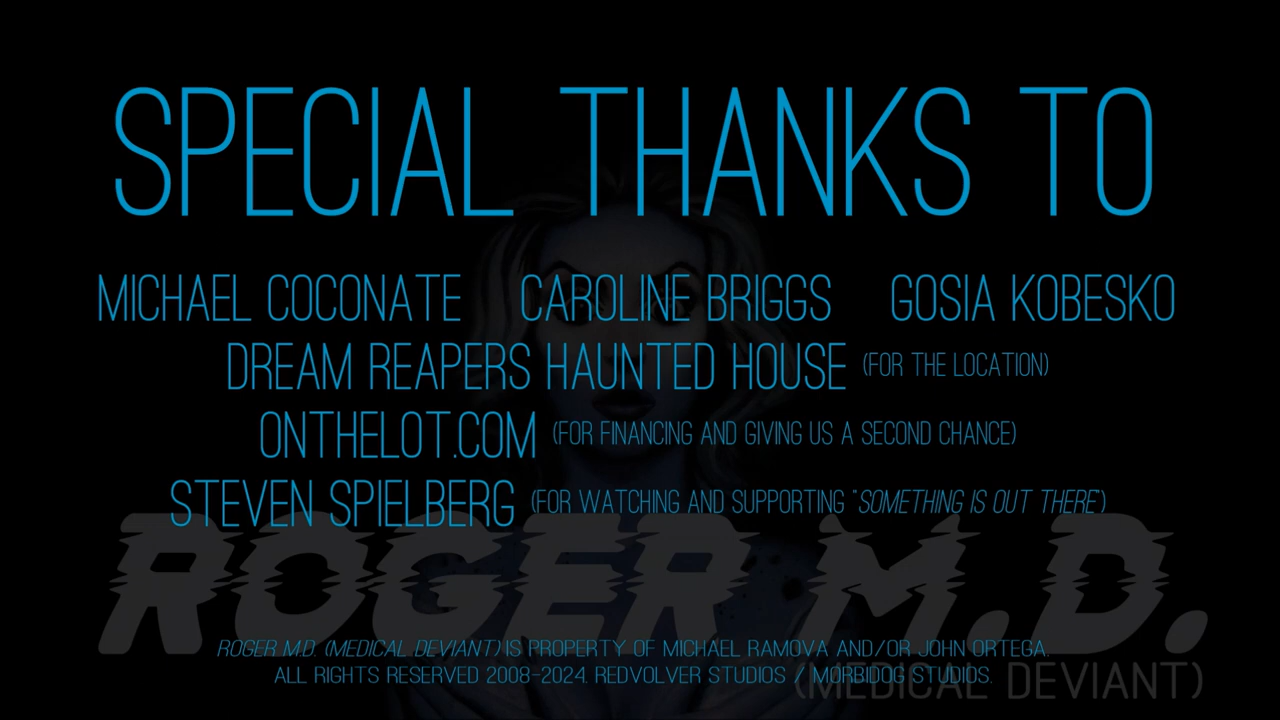 SPECIAL THANKS TO
MICHAEL COCONATE CAROLINE BRIGGS GOSIA KOBESKO
DREAM REAPERS HAUNTED HOUSE (FOR THE LOCATION)
ONTHELOT.COM (FOR FINANCING AND GIVING US A SECOND CHANCE)
STEVEN SPIELBERG (FOR WATCHING AND SUPPORTING "SOMETHING IS OUT THERE")
ROGER M.D.
ROGER M.D. (MEDICAL DEVIANT) IS PROPERTY OF MICHAEL RAMOVA AND/OR JOHN ORTEGA.
ALL RIGHTS RESERVED 2008-2024. REDVOLVER STUDIOS / MORBIDOG STUDIOS.
(MEDICAL DEVIANT)